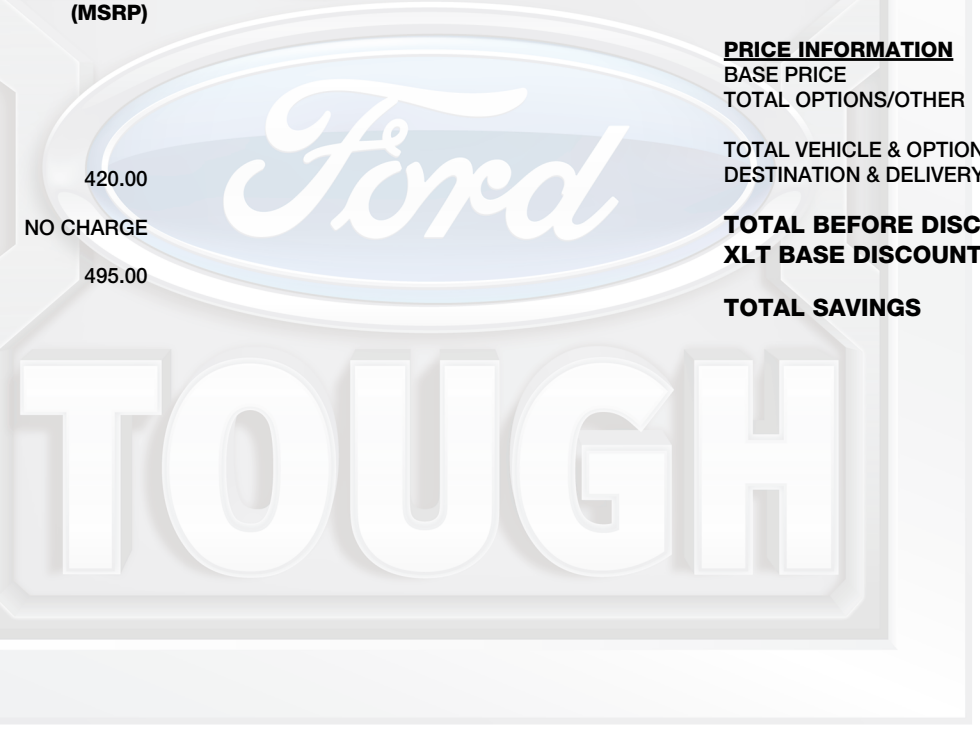 (MSRP)
420.00
NO CHARGE
495.00
PRICE INFORMATION
BASE PRICE
TOTAL OPTIONS/OTHER
TOTAL VEHICLE & OPTION
DESTINATION & DELIVERY
TOTAL BEFORE DISC
XLT BASE DISCOUNT
TOTAL SAVINGS
Ford
TOUGH